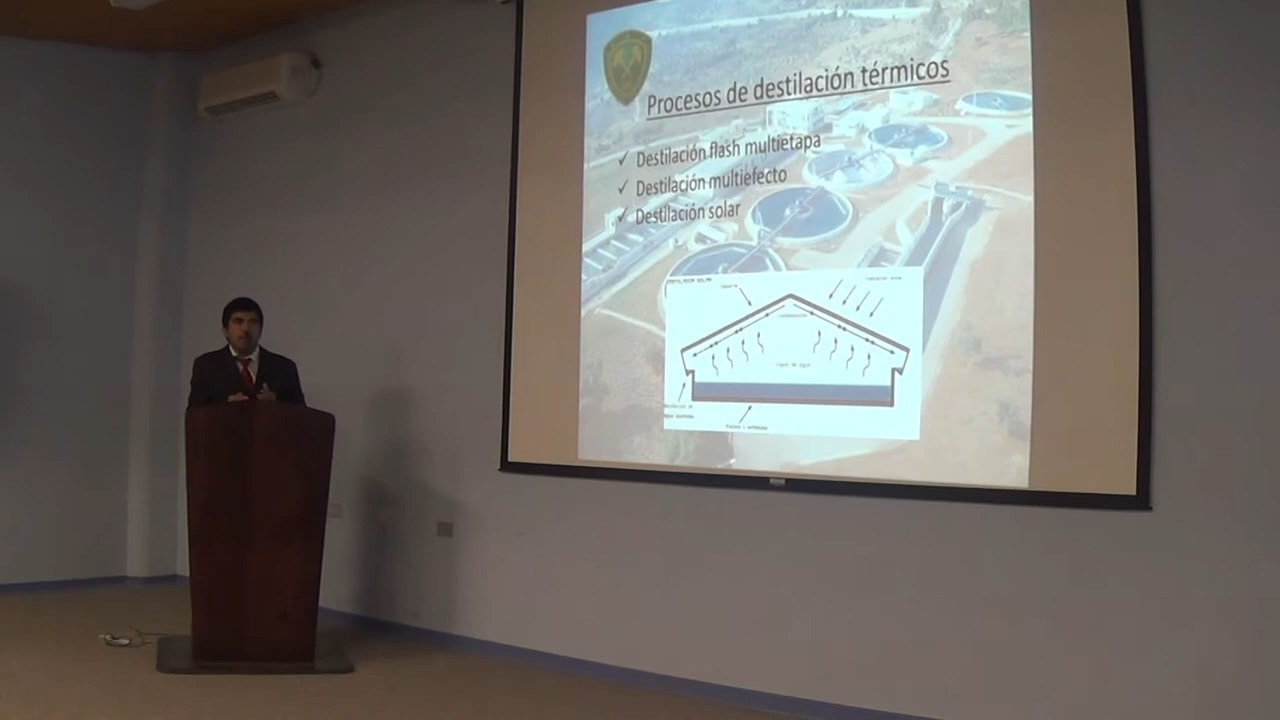 Procesos de destilación térmicos
✓ Destilación flash multietapa
✓ Destilación multiefecto
✓ Destilación solar